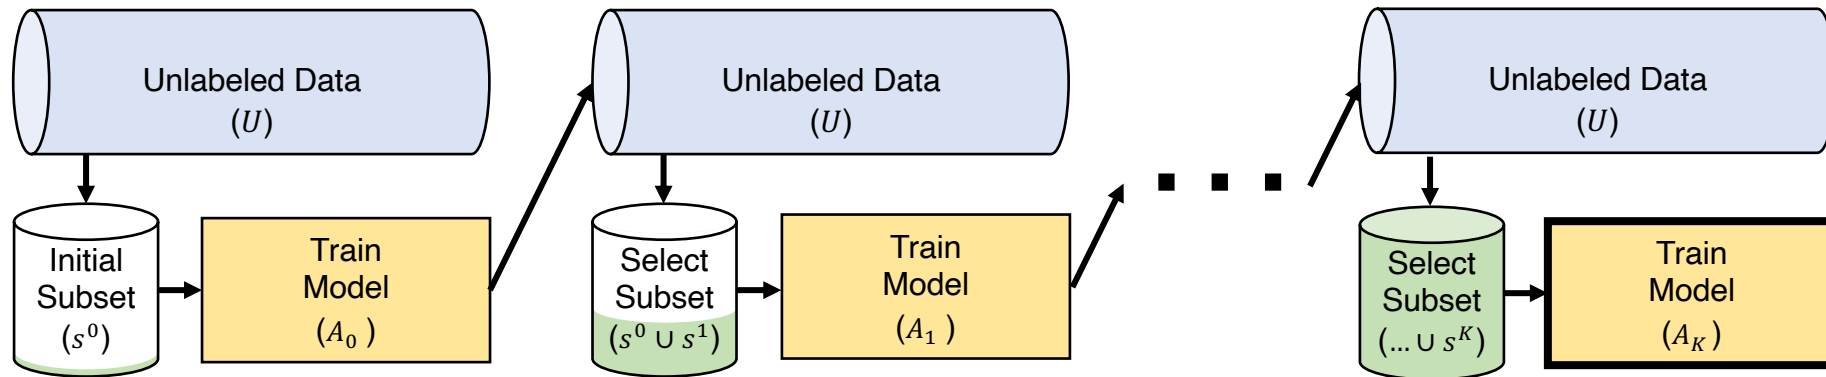 Unlabeled Data
(U)
Unlabeled Data
(U)
Unlabeled Data
(U)
Initial
Subset
(s⁰)
Train
Model
(A₀ )
Select
Subset
(s⁰ ∪ s¹)
Train
Model
(A₁ )
Select
Subset
(... ∪ sᴷ)
Train
Model
(A_K )